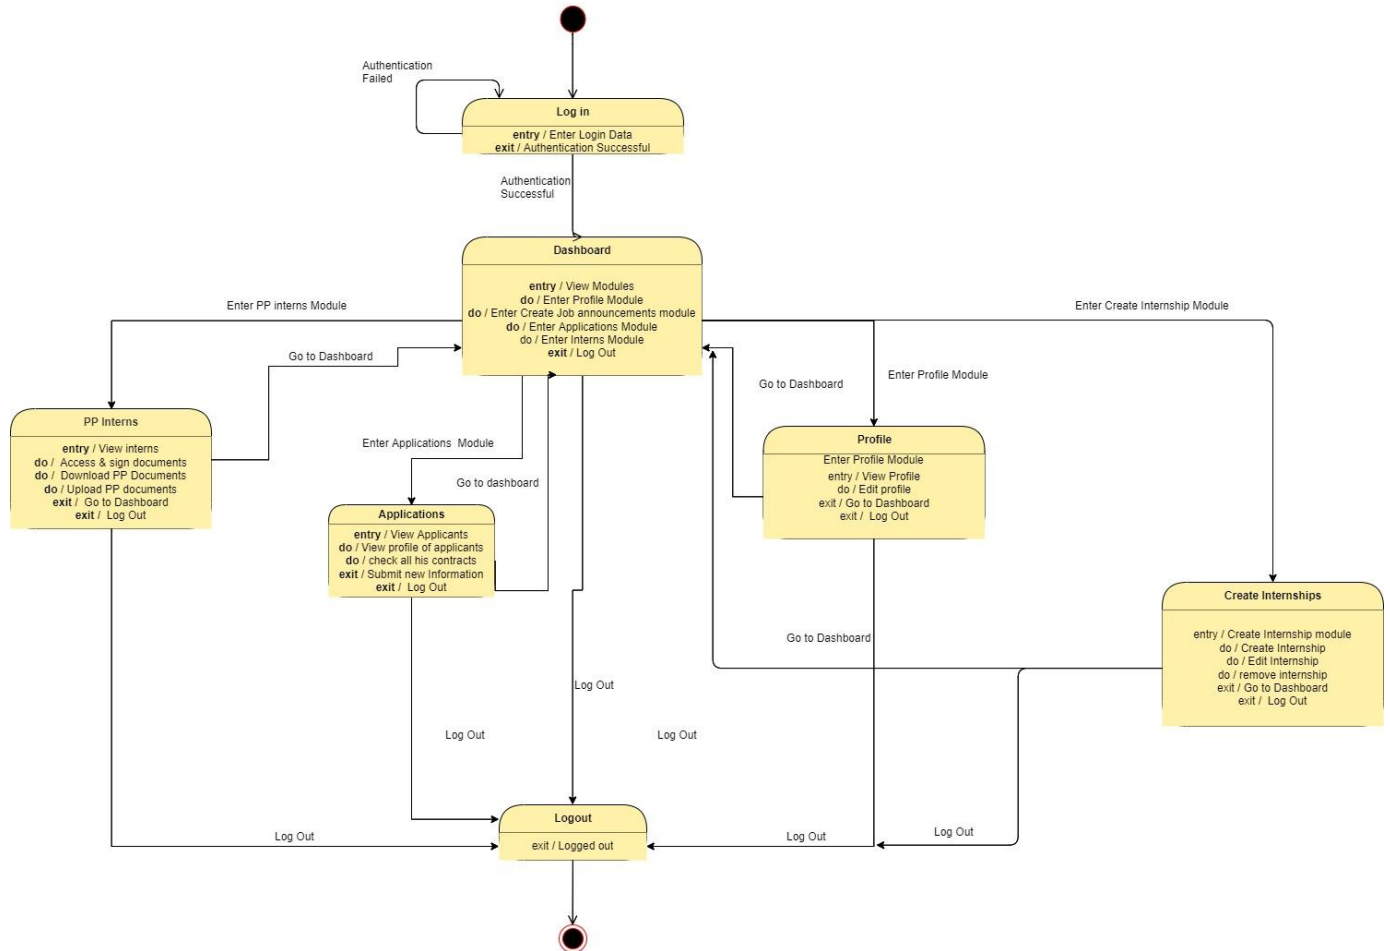 Authentication
Failed
Log in
entry / Enter Login Data
exit / Authentication Successful
Authentication
Successful
Dashboard
entry / View Modules
do / Enter Profile Module
do / Enter Create Job announcements module
do / Enter Applications Module
do / Enter Interns Module
exit / Log Out
Enter PP interns Module
Enter Create Internship Module
Go to Dashboard
Go to Dashboard
Enter Profile Module
PP Interns
entry / View interns
do / Access & sign documents
do / Download PP Documents
do / Upload PP documents
exit / Go to Dashboard
exit / Log Out
Enter Applications Module
Go to dashboard
Profile
Enter Profile Module
entry / View Profile
do / Edit profile
exit / Go to Dashboard
exit / Log Out
Applications
entry / View Applicants
do / View profile of applicants
do / check all his contracts
exit / Submit new Information
exit / Log Out
Create Internships
entry / Create Internship module
do / Create Internship
do / Edit Internship
do / remove internship
exit / Go to Dashboard
exit / Log Out
Go to Dashboard
Log Out
Log Out
Log Out
Logout
exit / Logged out
Log Out
Log Out
Log Out